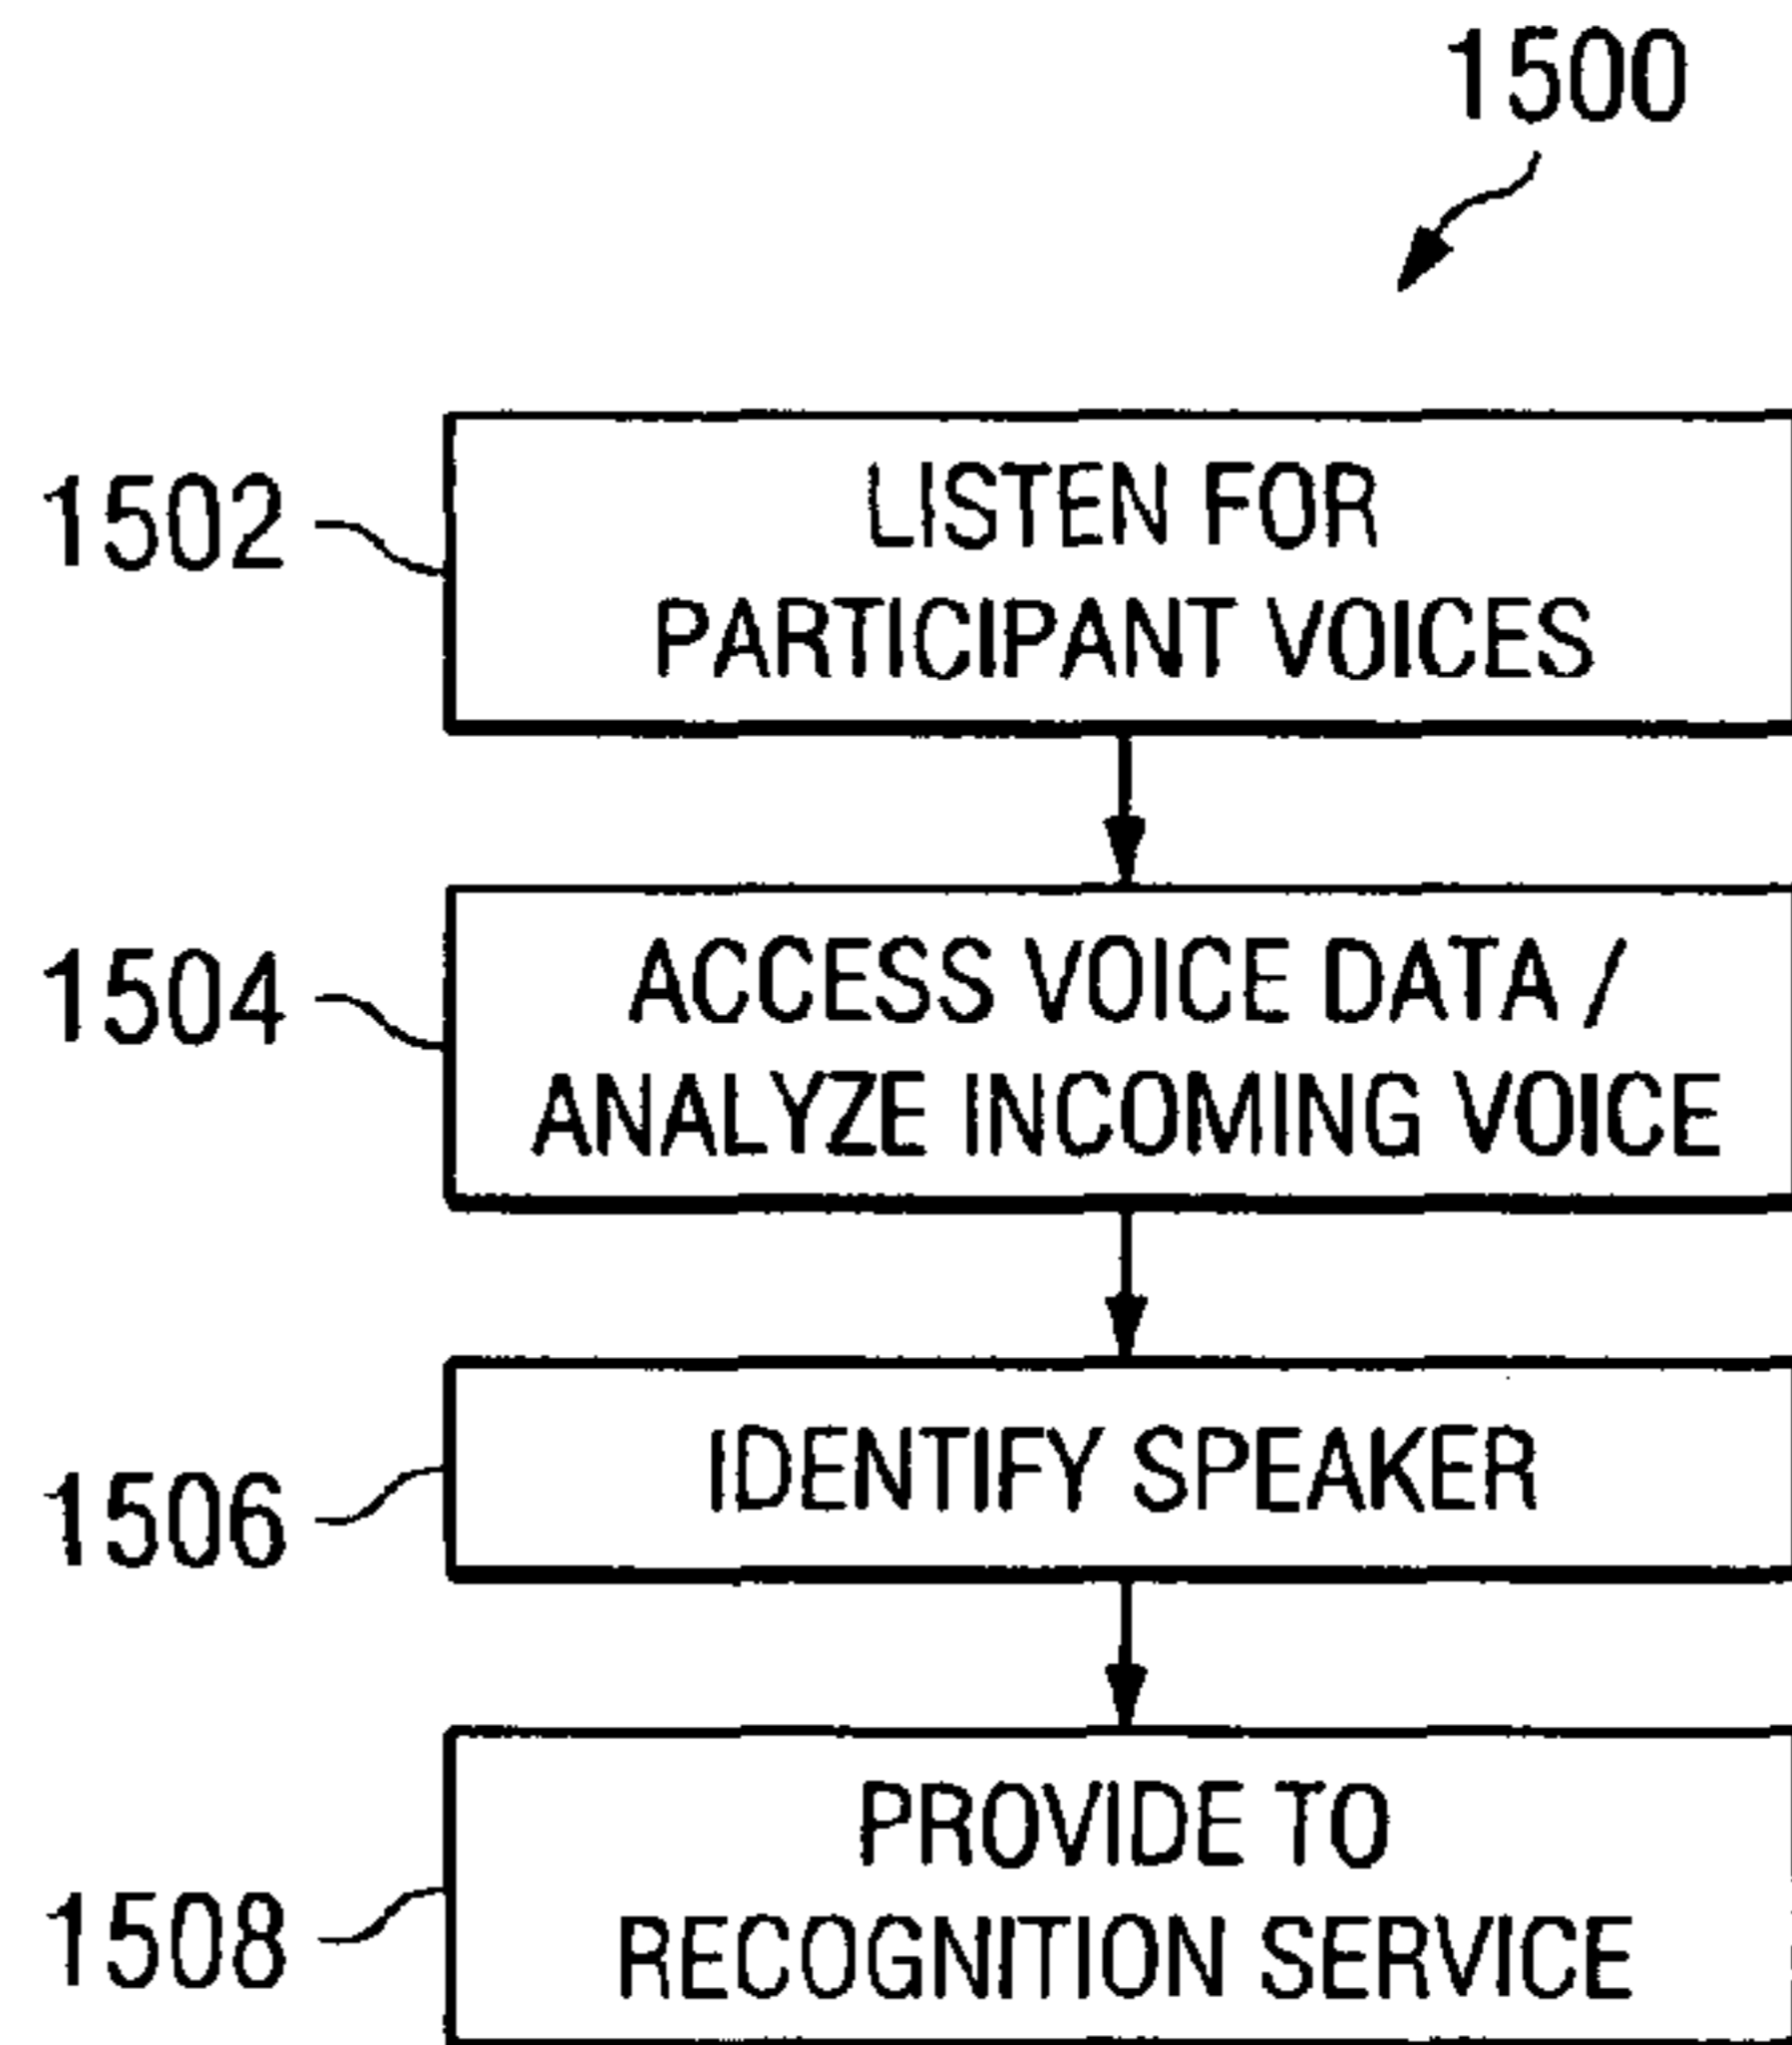 1500
1502
LISTEN FOR
PARTICIPANT VOICES
1504
ACCESS VOICE DATA /
ANALYZE INCOMING VOICE
1506
IDENTIFY SPEAKER
1508
PROVIDE TO
RECOGNITION SERVICE